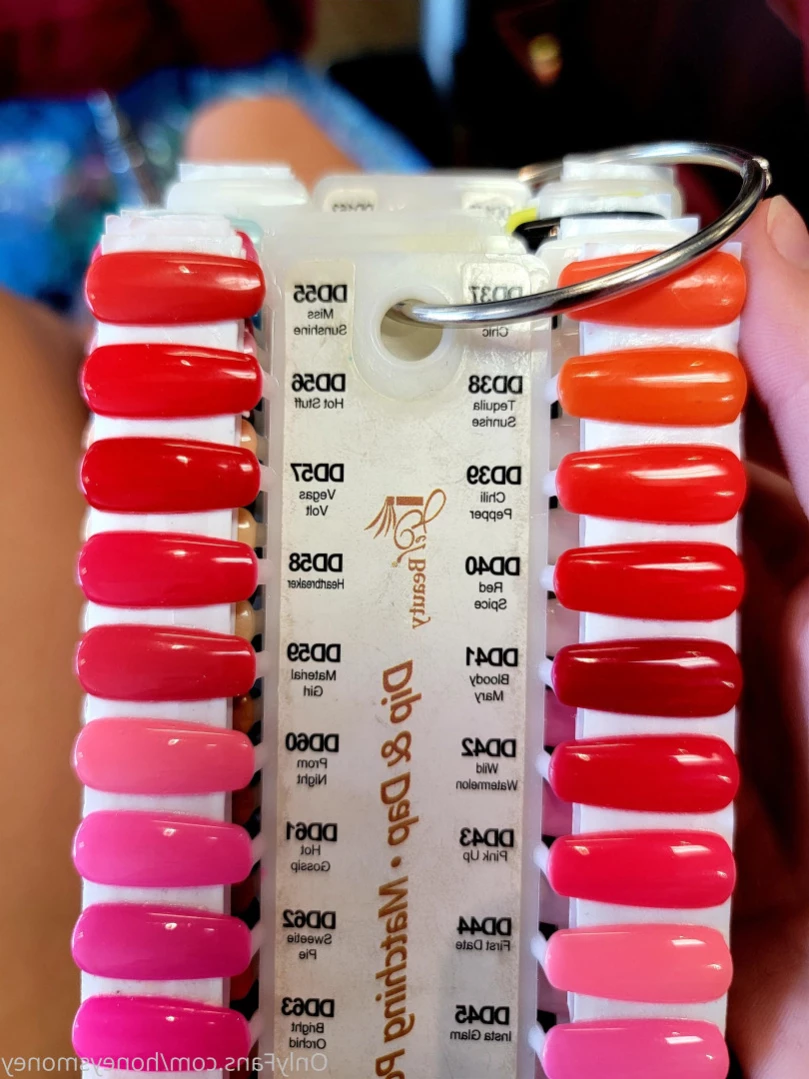 DD55
Miss
Sunshine
DD56
Hot Stuff
DD57
Vegas
Volt
DD58
Heartbreaker
DD59
Material
Girl
DD60
Prom
Night
DD61
Hot
Gossip
DD62
Sweetie
Pie
DD63
Bright
Orchid
Beauty
Dip & Dap • Matching
DD37
Chic
DD38
Tequila
Sunrise
DD39
Chili
Pepper
DD40
Red
Spice
DD41
Bloody
Mary
DD42
Wild
Watermelon
DD43
Pink Up
DD44
First Date
DD45
Insta Glam
OnlyFans.com/honeysmoney